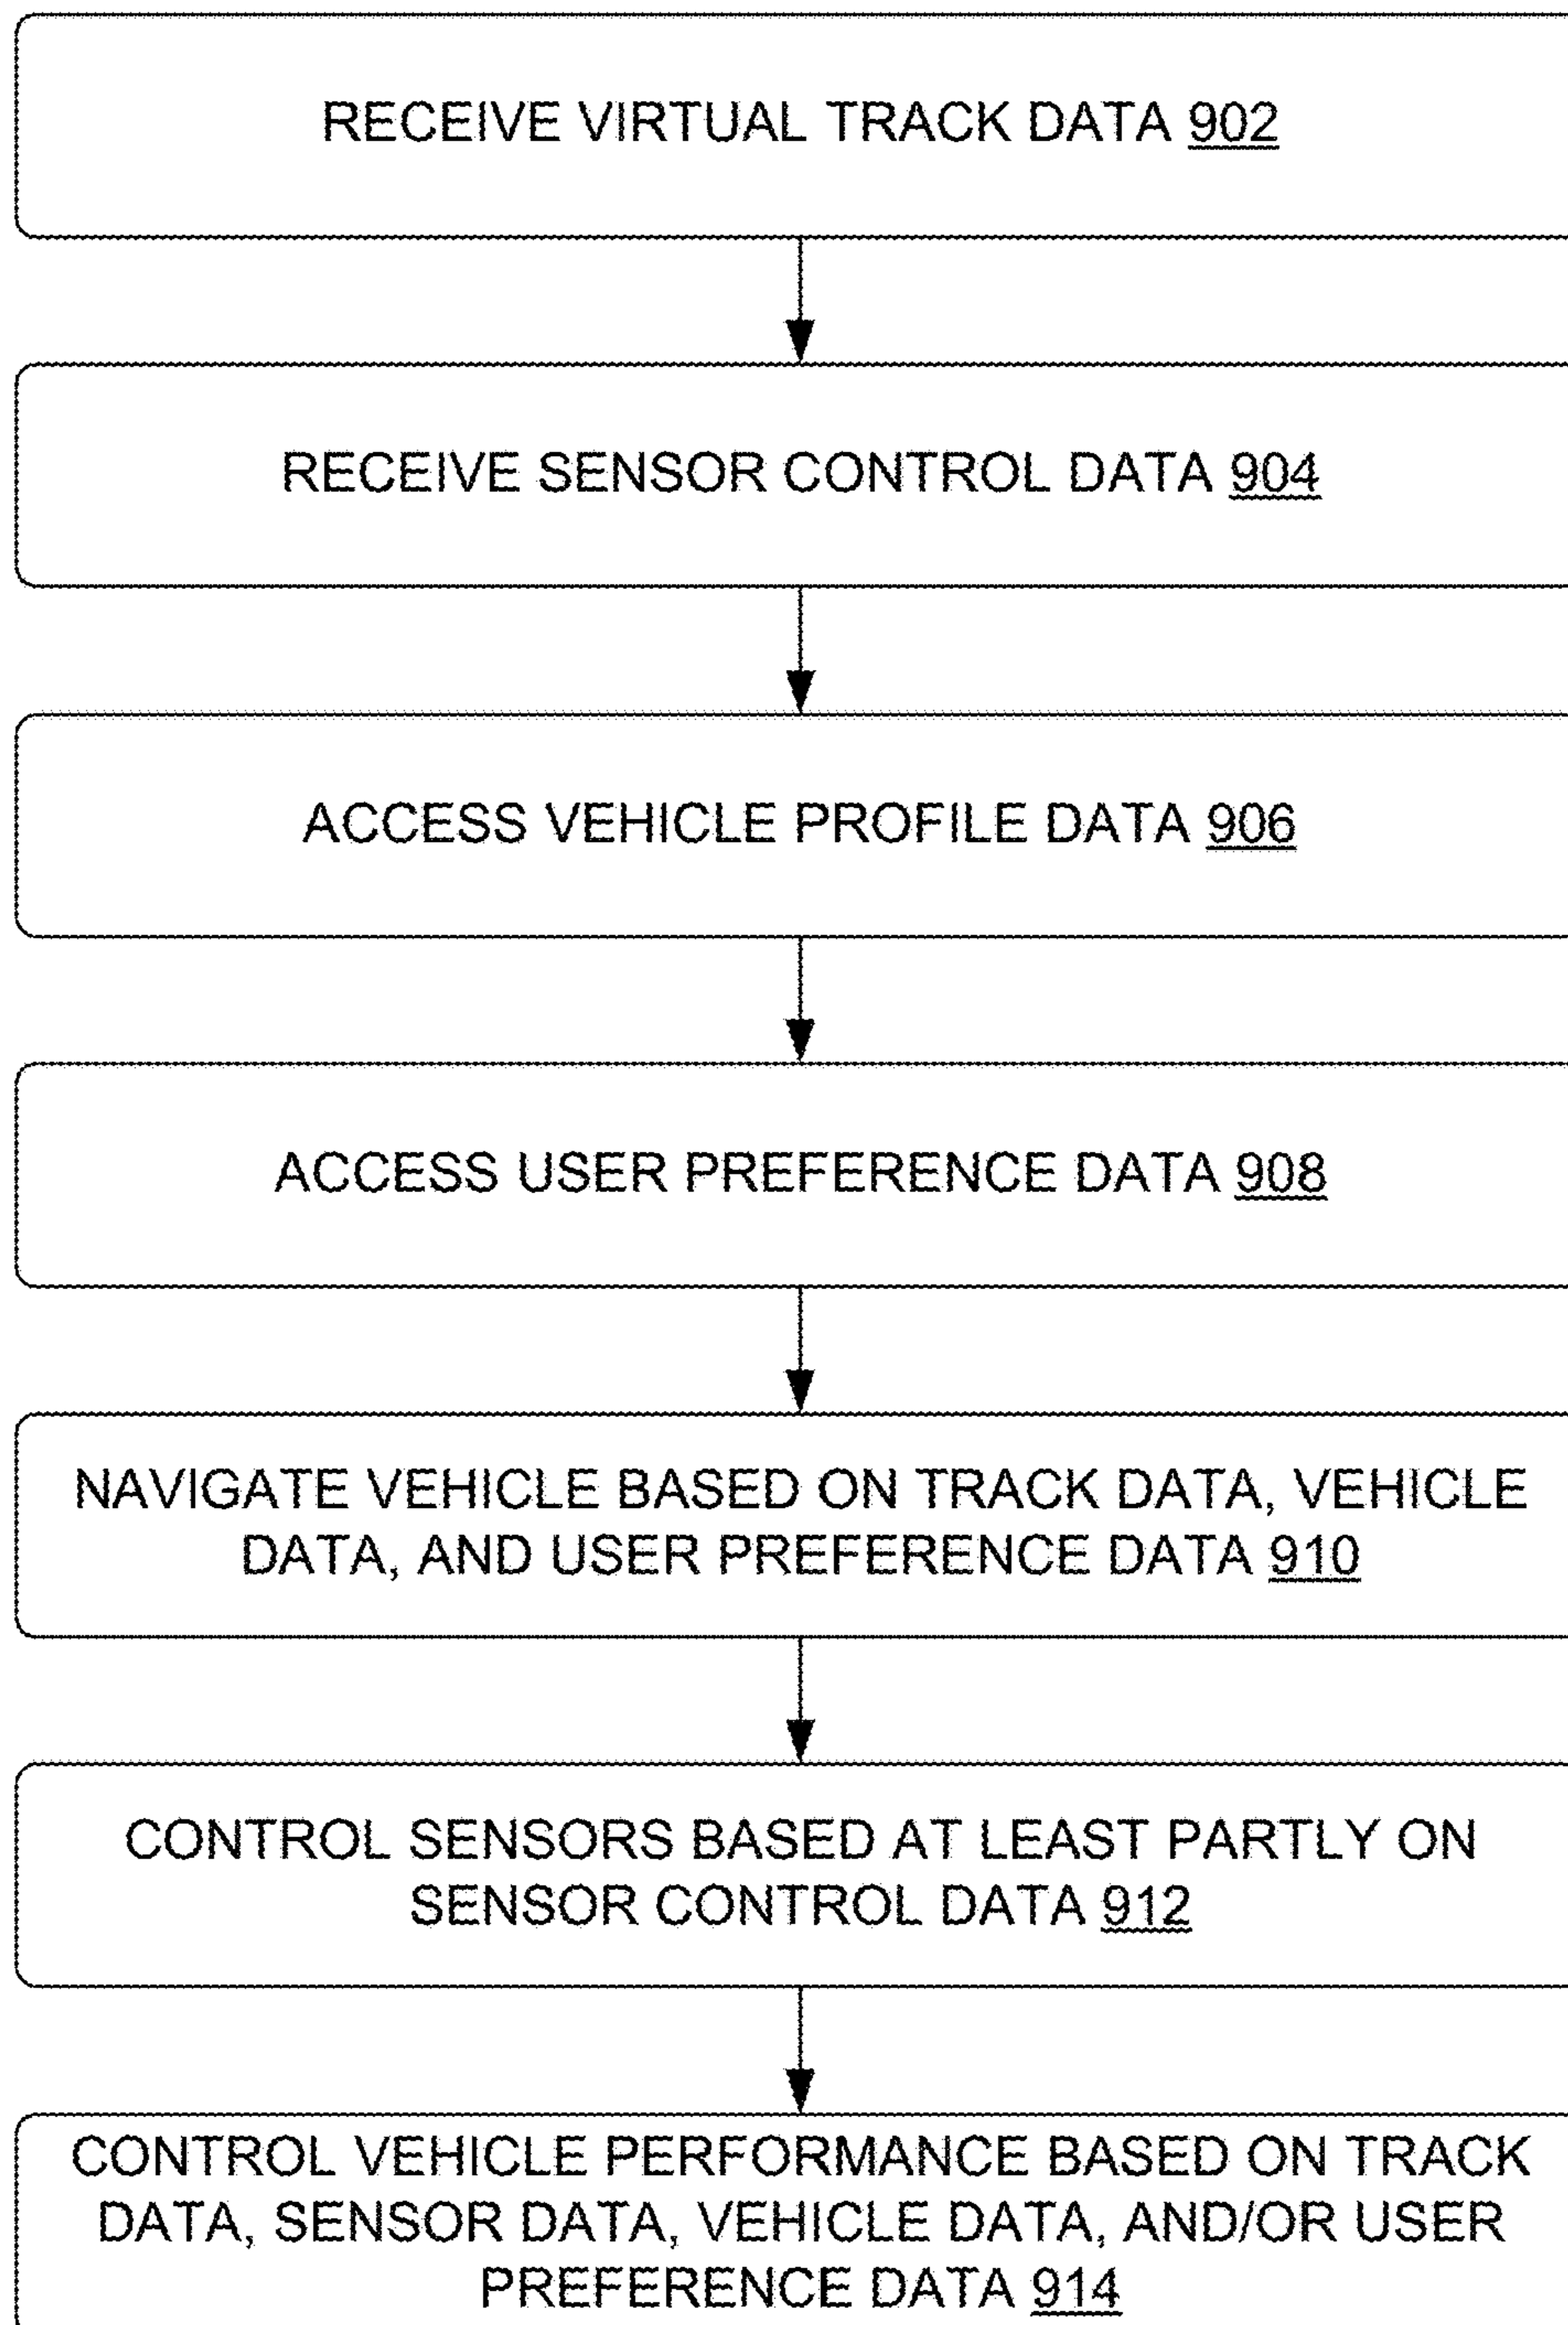 RECEIVE VIRTUAL TRACK DATA 902
RECEIVE SENSOR CONTROL DATA 904
ACCESS VEHICLE PROFILE DATA 906
ACCESS USER PREFERENCE DATA 908
NAVIGATE VEHICLE BASED ON TRACK DATA, VEHICLE
DATA, AND USER PREFERENCE DATA 910
CONTROL SENSORS BASED AT LEAST PARTLY ON
SENSOR CONTROL DATA 912
CONTROL VEHICLE PERFORMANCE BASED ON TRACK
DATA, SENSOR DATA, VEHICLE DATA, AND/OR USER
PREFERENCE DATA 914